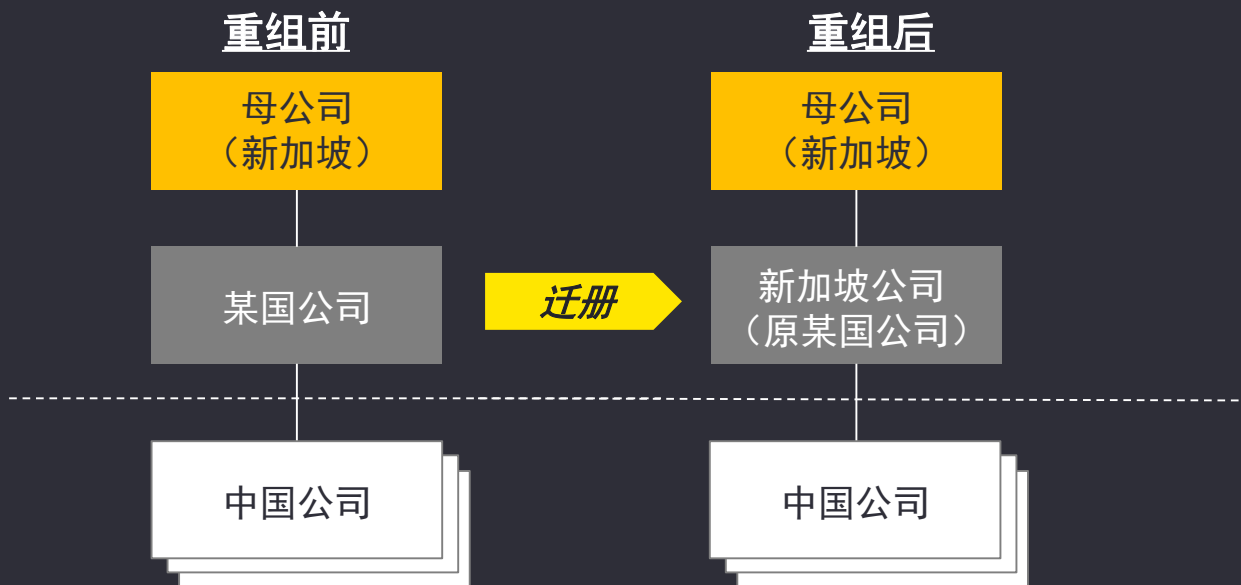 重组前
重组后
母公司
（新加坡）
母公司
（新加坡）
某国公司
迁册
新加坡公司
（原某国公司）
中国公司
中国公司